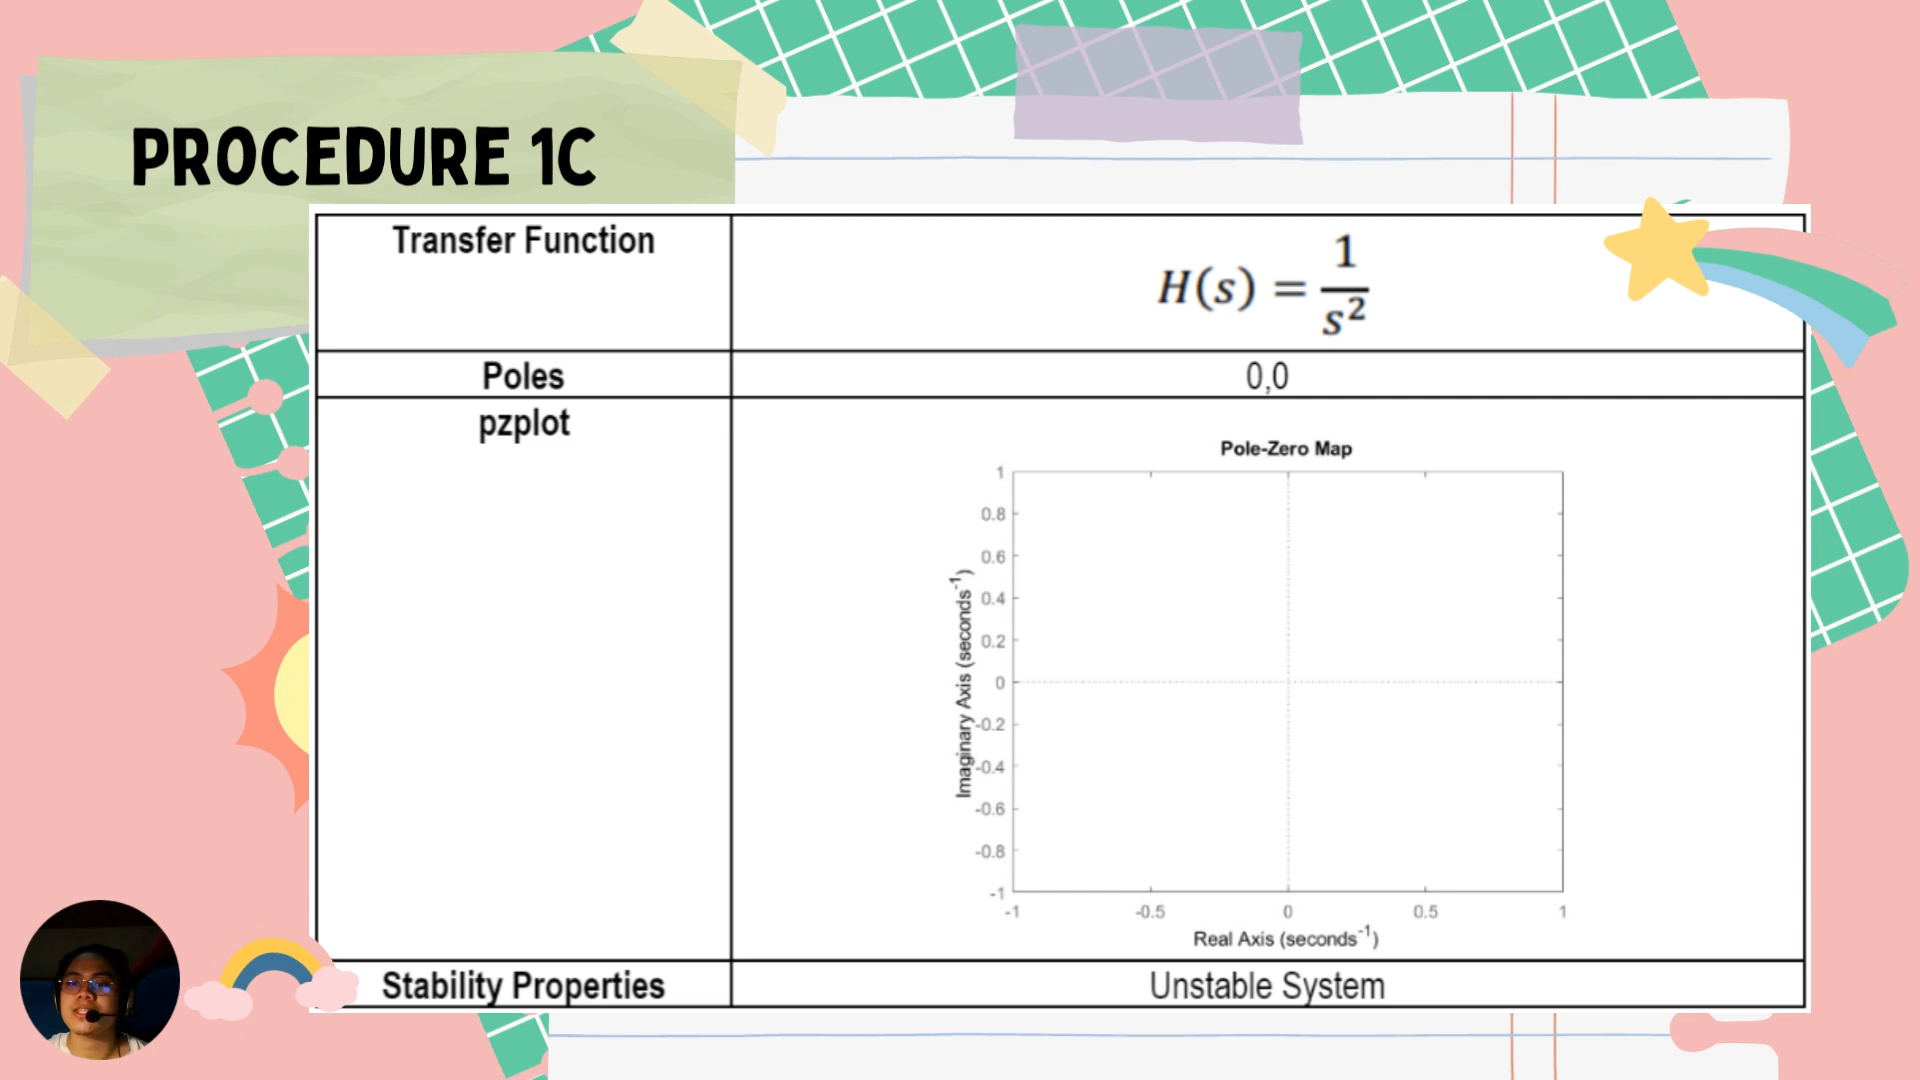 PROCEDURE 1C
Transfer Function
H(s) = 1/s²
Poles
0,0
pzplot
Pole-Zero Map
1
0.8
0.6
0.4
0.2
0
-0.2
-0.4
-0.6
-0.8
-1
Imaginary Axis (seconds⁻¹)
-1 -0.5 0 0.5 1
Real Axis (seconds⁻¹)
Stability Properties
Unstable System